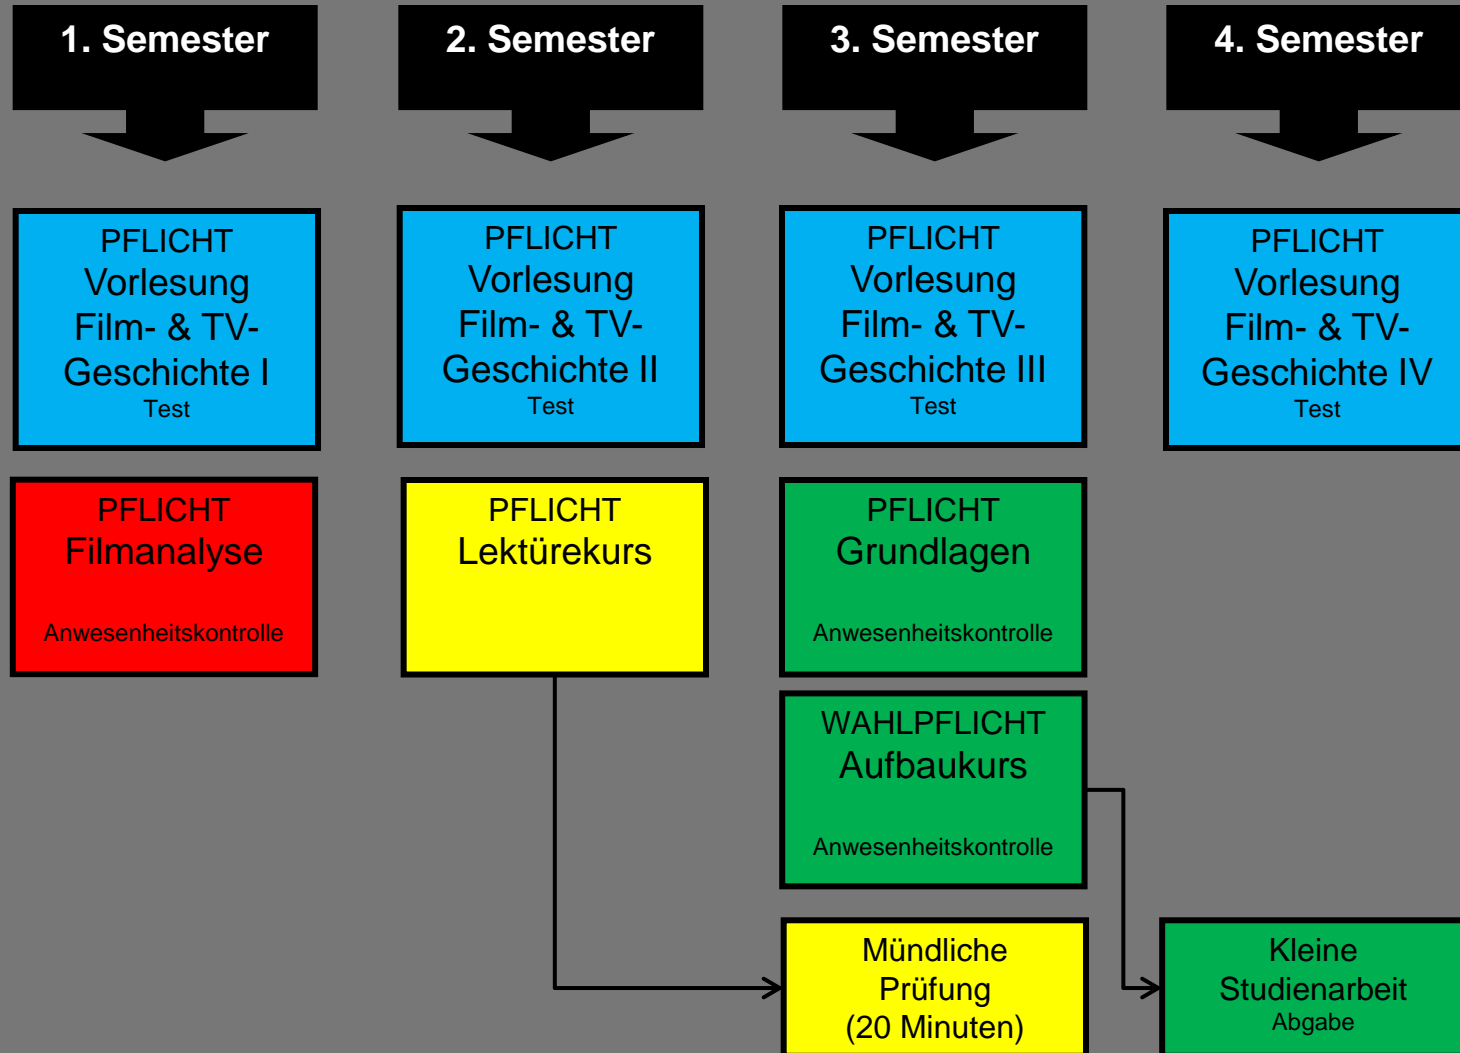 1. Semester
2. Semester
3. Semester
4. Semester
PFLICHT
Vorlesung
Film- & TV-
Geschichte I
Test
PFLICHT
Vorlesung
Film- & TV-
Geschichte II
Test
PFLICHT
Vorlesung
Film- & TV-
Geschichte III
Test
PFLICHT
Vorlesung
Film- & TV-
Geschichte IV
Test
PFLICHT
Filmanalyse
Anwesenheitskontrolle
PFLICHT
Lektürekurs
PFLICHT
Grundlagen
Anwesenheitskontrolle
WAHLPFLICHT
Aufbaukurs
Anwesenheitskontrolle
Mündliche
Prüfung
(20 Minuten)
Kleine
Studienarbeit
Abgabe